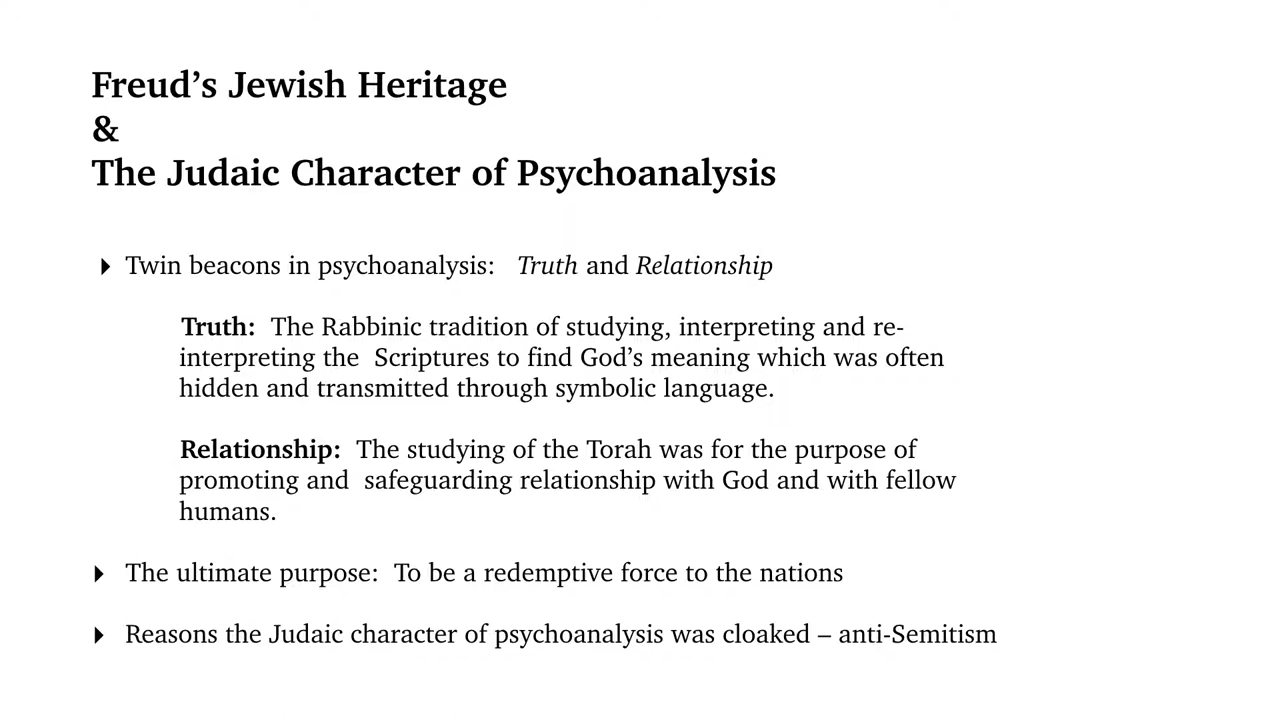 Freud’s Jewish Heritage
&
The Judaic Character of Psychoanalysis
Twin beacons in psychoanalysis: Truth and Relationship
Truth: The Rabbinic tradition of studying, interpreting and re-
interpreting the Scriptures to find God’s meaning which was often
hidden and transmitted through symbolic language.
Relationship: The studying of the Torah was for the purpose of
promoting and safeguarding relationship with God and with fellow
humans.
The ultimate purpose: To be a redemptive force to the nations
Reasons the Judaic character of psychoanalysis was cloaked – anti-Semitism